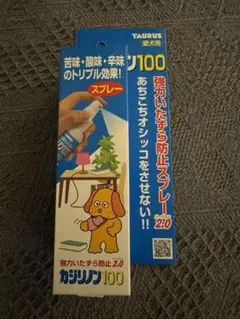 TAURUS
愛犬用
苦味・酸味・辛味
のトリプル効果!
スプレー
ン100
強力いたずら防止スプレー2.0
あちこちオシッコをさせない!!
強力いたずら防止2.0
カジリノン100